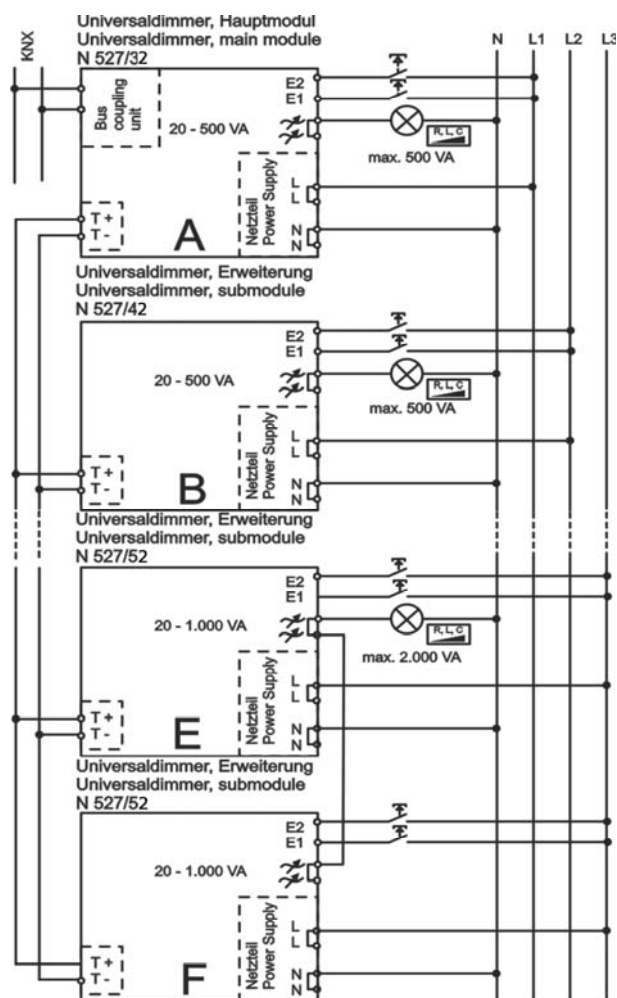 KNX
Universaldimmer, Hauptmodul
Universaldimmer, main module
N 527/32
N L1 L2 L3
Bus
coupling
unit
20 - 500 VA
E2
E1
R, L, C
max. 500 VA
Netzteil
Power Supply
L
L
N
N
T +
T -
A
Universaldimmer, Erweiterung
Universaldimmer, submodule
N 527/42
E2
E1
20 - 500 VA
R, L, C
max. 500 VA
Netzteil
Power Supply
L
L
N
N
T +
T -
B
Universaldimmer, Erweiterung
Universaldimmer, submodule
N 527/52
E2
E1
20 - 1.000 VA
R, L, C
max. 2.000 VA
Netzteil
Power Supply
L
L
N
N
T +
T -
E
Universaldimmer, Erweiterung
Universaldimmer, submodule
N 527/52
E2
E1
20 - 1.000 VA
Netzteil
Power Supply
L
L
N
N
T +
T -
F